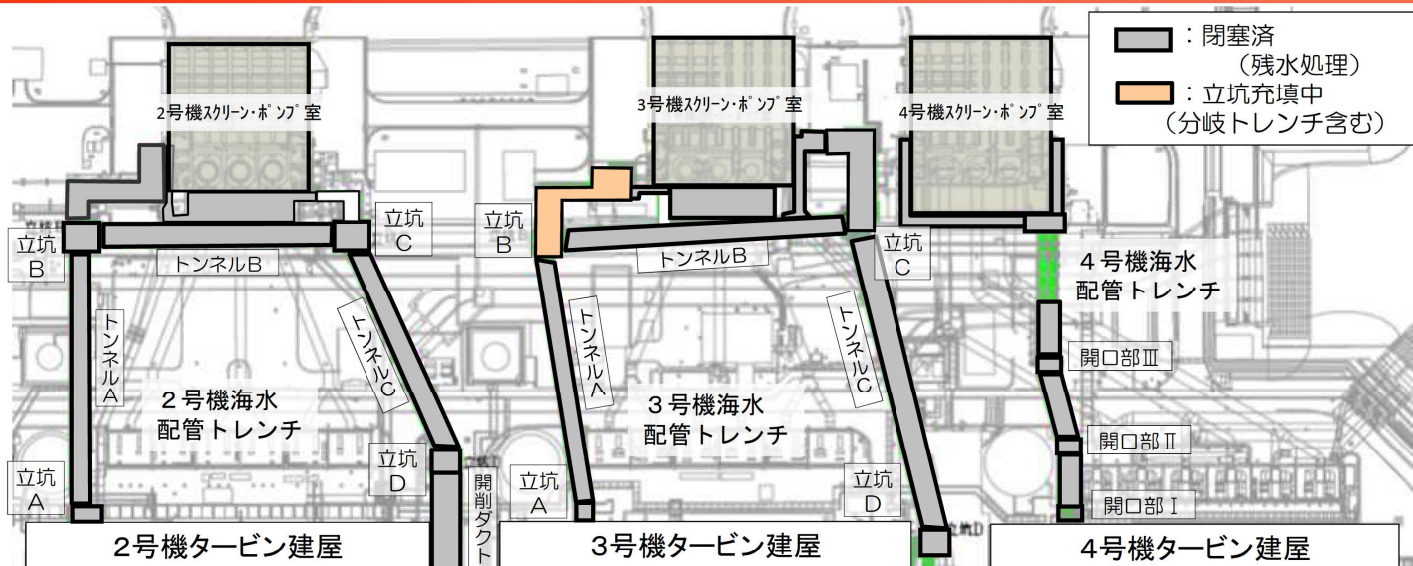 ：閉塞済
（残水処理）
：立坑充填中
（分岐トレンチ含む）
2号機スクリーン・ポンプ室
3号機スクリーン・ポンプ室
4号機スクリーン・ポンプ室
立坑
B
トンネルB
立坑
C
トンネルA
トンネルC
２号機海水
配管トレンチ
立坑
A
立坑
D
開削ダクト
2号機タービン建屋
立坑
B
トンネルB
立坑
C
トンネルA
トンネルC
３号機海水
配管トレンチ
立坑
A
立坑
D
立坑D
3号機タービン建屋
４号機海水
配管トレンチ
開口部Ⅲ
開口部Ⅱ
開口部Ⅰ
4号機タービン建屋